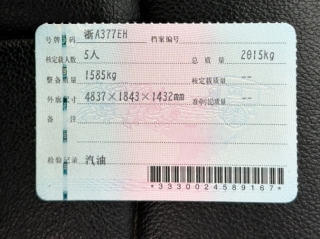 号牌号码 浙A377EH 档案编号
核定载人数 5人 总质量 2015kg
整备质量 1585kg 核定载质量 --
外廓尺寸 4837×1843×1432mm 准牵引总质量 --
备注
检验记录 汽油
*3330024589167*